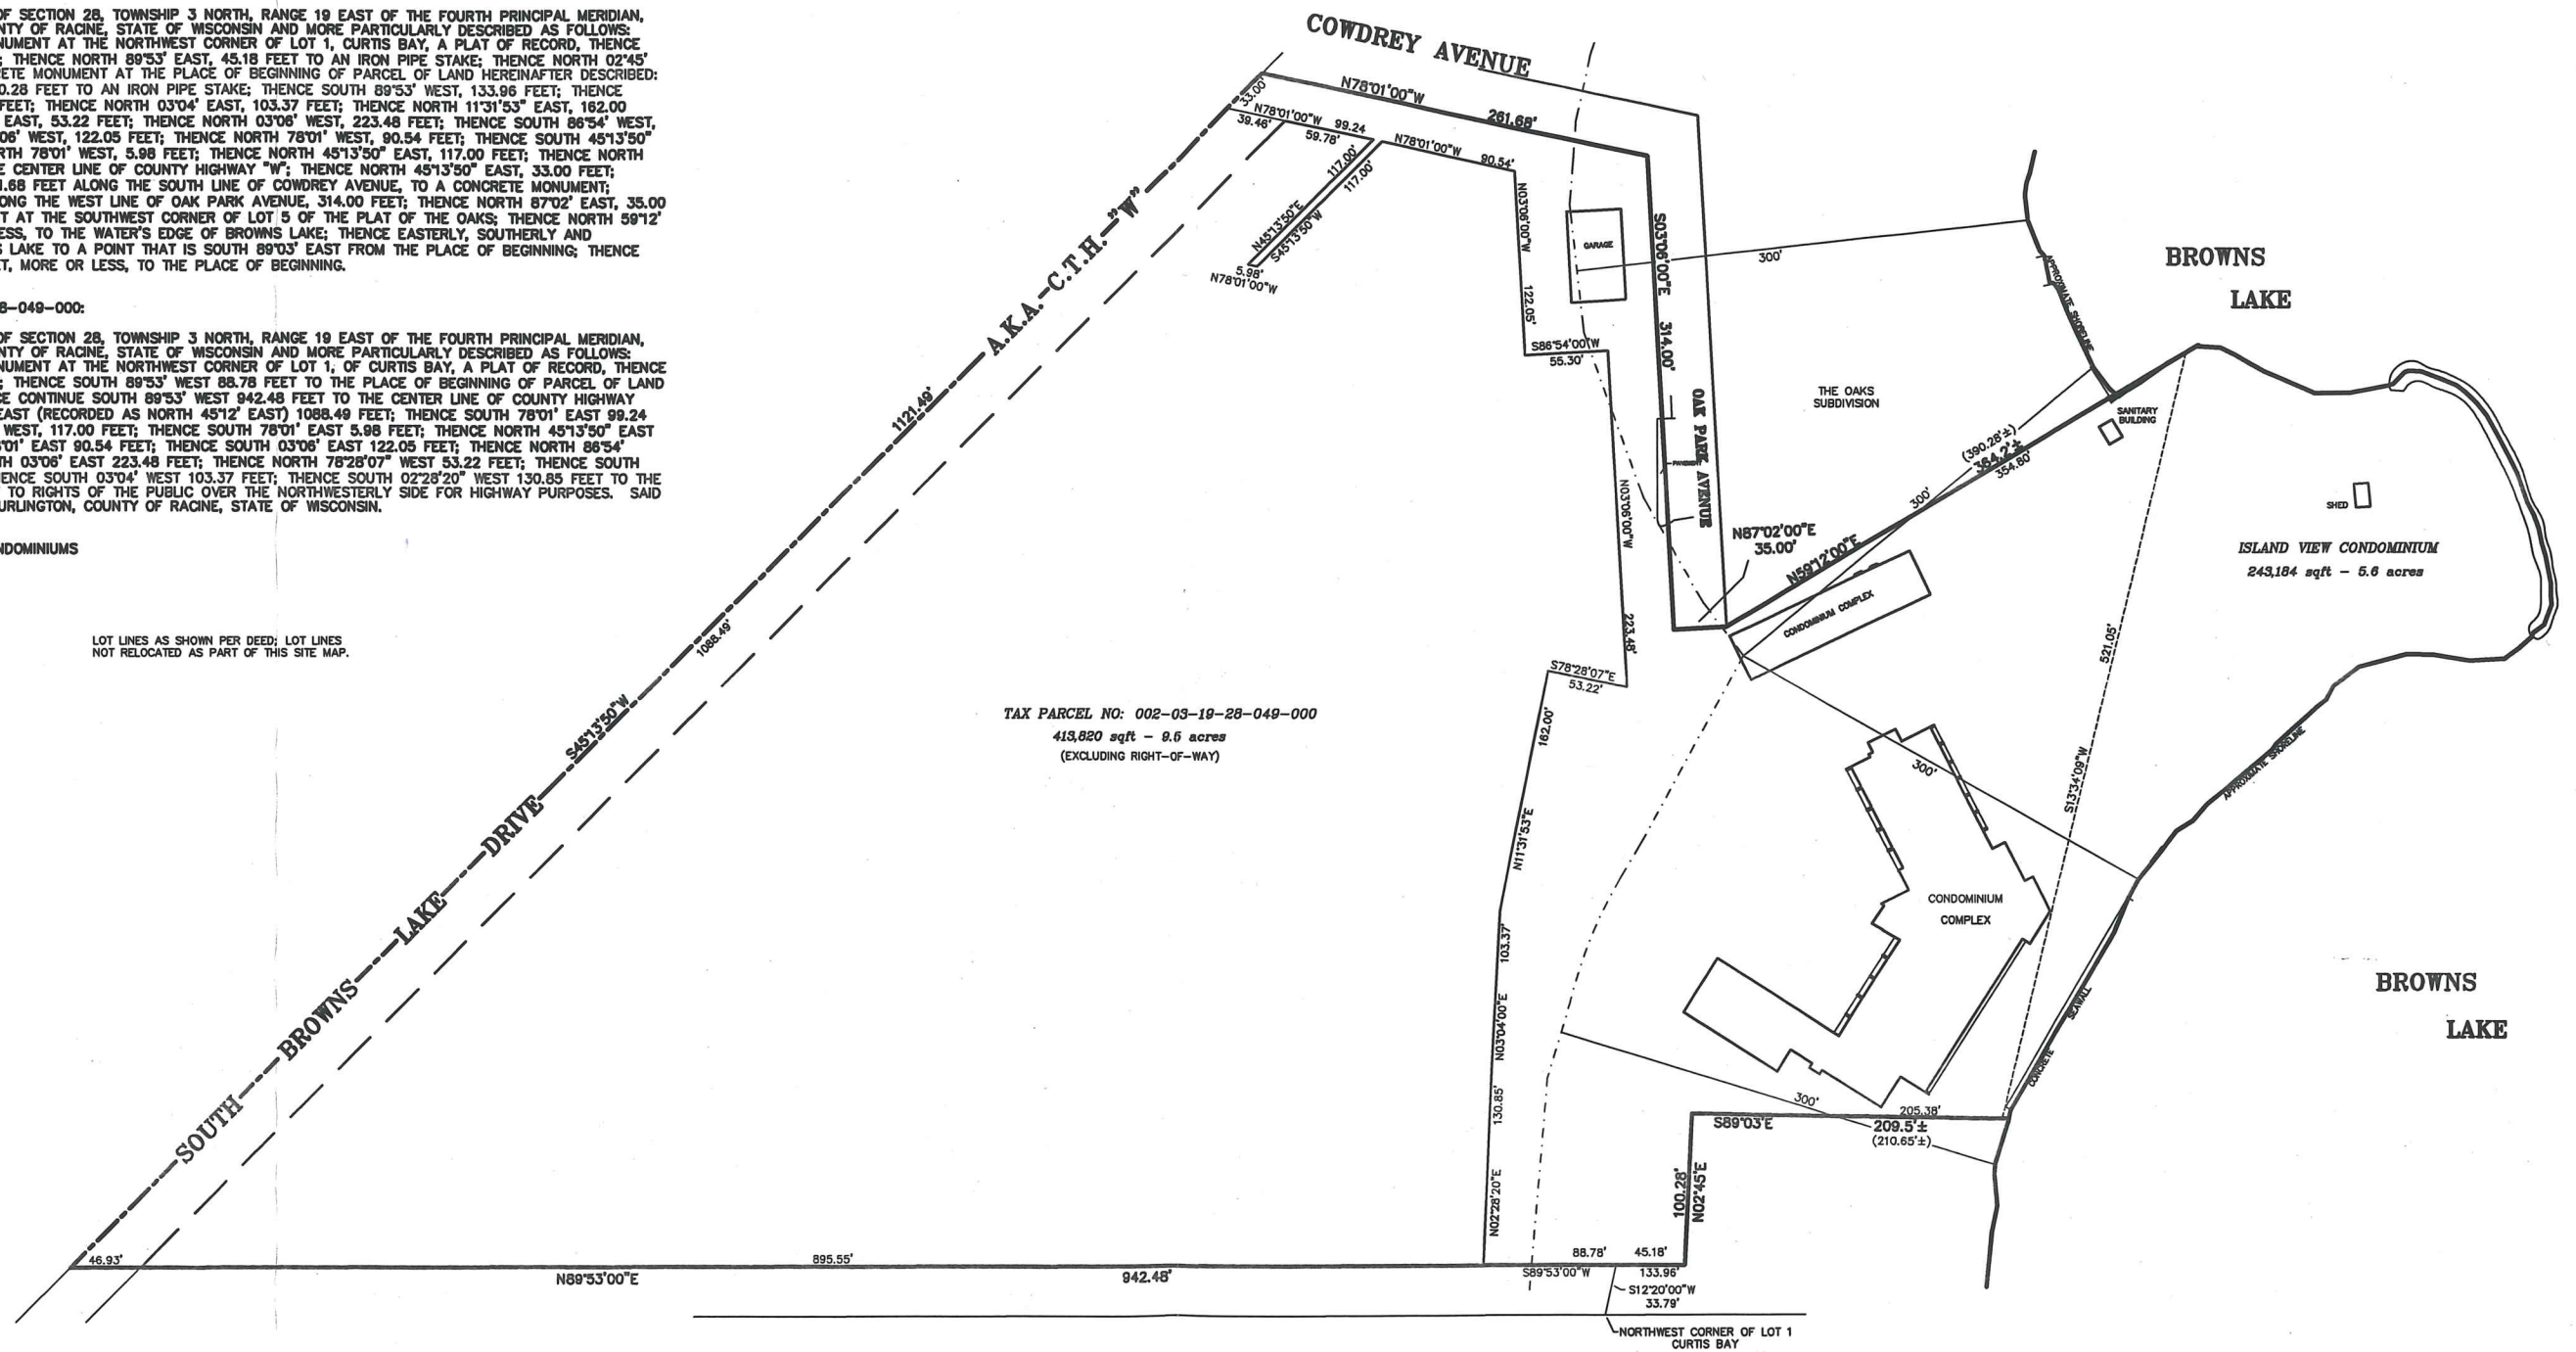 OF SECTION 28, TOWNSHIP 3 NORTH, RANGE 19 EAST OF THE FOURTH PRINCIPAL MERIDIAN,
NTY OF RACINE, STATE OF WISCONSIN AND MORE PARTICULARLY DESCRIBED AS FOLLOWS:
NUMENT AT THE NORTHWEST CORNER OF LOT 1, CURTIS BAY, A PLAT OF RECORD, THENCE
; THENCE NORTH 89°53' EAST, 45.18 FEET TO AN IRON PIPE STAKE; THENCE NORTH 02°45'
ETE MONUMENT AT THE PLACE OF BEGINNING OF PARCEL OF LAND HEREINAFTER DESCRIBED:
0.28 FEET TO AN IRON PIPE STAKE; THENCE SOUTH 89°53' WEST, 133.96 FEET; THENCE
FEET; THENCE NORTH 03°04' EAST, 103.37 FEET; THENCE NORTH 11°31'53" EAST, 162.00
EAST, 53.22 FEET; THENCE NORTH 03°06' WEST, 223.48 FEET; THENCE SOUTH 86°54' WEST,
06' WEST, 122.05 FEET; THENCE NORTH 78°01' WEST, 90.54 FEET; THENCE SOUTH 45°13'50"
RTH 78°01' WEST, 5.98 FEET; THENCE NORTH 45°13'50" EAST, 117.00 FEET; THENCE NORTH
E CENTER LINE OF COUNTY HIGHWAY "W"; THENCE NORTH 45°13'50" EAST, 33.00 FEET;
1.68 FEET ALONG THE SOUTH LINE OF COWDREY AVENUE, TO A CONCRETE MONUMENT;
ONG THE WEST LINE OF OAK PARK AVENUE, 314.00 FEET; THENCE NORTH 87°02' EAST, 35.00
T AT THE SOUTHWEST CORNER OF LOT 5 OF THE PLAT OF THE OAKS; THENCE NORTH 59°12'
ESS, TO THE WATER'S EDGE OF BROWNS LAKE; THENCE EASTERLY, SOUTHERLY AND
S LAKE TO A POINT THAT IS SOUTH 89°03' EAST FROM THE PLACE OF BEGINNING; THENCE
T, MORE OR LESS, TO THE PLACE OF BEGINNING.
8-049-000:
OF SECTION 28, TOWNSHIP 3 NORTH, RANGE 19 EAST OF THE FOURTH PRINCIPAL MERIDIAN,
NTY OF RACINE, STATE OF WISCONSIN AND MORE PARTICULARLY DESCRIBED AS FOLLOWS:
NUMENT AT THE NORTHWEST CORNER OF LOT 1, OF CURTIS BAY, A PLAT OF RECORD, THENCE
; THENCE SOUTH 89°53' WEST 88.78 FEET TO THE PLACE OF BEGINNING OF PARCEL OF LAND
CE CONTINUE SOUTH 89°53' WEST 942.48 FEET TO THE CENTER LINE OF COUNTY HIGHWAY
EAST (RECORDED AS NORTH 45°12' EAST) 1088.49 FEET; THENCE SOUTH 78°01' EAST 99.24
WEST, 117.00 FEET; THENCE SOUTH 78°01' EAST 5.98 FEET; THENCE NORTH 45°13'50" EAST
°01' EAST 90.54 FEET; THENCE SOUTH 03°06' EAST 122.05 FEET; THENCE NORTH 86°54'
TH 03°06' EAST 223.48 FEET; THENCE NORTH 78°28'07" WEST 53.22 FEET; THENCE SOUTH
ENCE SOUTH 03°04' WEST 103.37 FEET; THENCE SOUTH 02°28'20" WEST 130.85 FEET TO THE
TO RIGHTS OF THE PUBLIC OVER THE NORTHWESTERLY SIDE FOR HIGHWAY PURPOSES. SAID
URLINGTON, COUNTY OF RACINE, STATE OF WISCONSIN.
NDOMINIUMS
LOT LINES AS SHOWN PER DEED; LOT LINES
NOT RELOCATED AS PART OF THIS SITE MAP.
COWDREY AVENUE
N78°01'00"W
261.68'
33.00'
N78°01'00"W 99.24
39.46'
59.78'
N78°01'00"W
90.54'
117.00'
117.00'
N45°13'50"E
S45°13'50"W
5.98'
N78°01'00"W
N03°06'00"W
122.05'
GARAGE
S03°06'00"E
314.00'
S86°54'00"W
55.30'
OAK PARK AVENUE
PAVEMENT
N03°06'00"W
223.48'
300'
THE OAKS
SUBDIVISION
APPROXIMATE SHORELINE
BROWNS
LAKE
SANITARY
BUILDING
(390.28'±)
384.2'±
354.80'
300'
N59°12'00"E
N87°02'00"E
35.00'
CONDOMINIUM COMPLEX
SHED
ISLAND VIEW CONDOMINIUM
243,184 sqft - 5.6 acres
521.05'
S13°34'09"W
APPROXIMATE SHORELINE
300'
CONDOMINIUM
COMPLEX
CONCRETE SEAWALL
BROWNS
LAKE
S78°28'07"E
53.22'
162.00'
N11°31'53"E
103.37'
N03°04'00"E
130.85'
N02°28'20"E
TAX PARCEL NO: 002-03-19-28-049-000
413,820 sqft - 9.5 acres
(EXCLUDING RIGHT-OF-WAY)
SOUTH BROWNS LAKE DRIVE A.K.A. C.T.H. "W"
1121.49'
1088.49'
S45°13'50"W
300'
205.38'
S89°03'E
209.5'±
(210.65'±)
100.28'
N02°45'E
46.93'
895.55'
N89°53'00"E
942.48'
88.78'
45.18'
S89°53'00"W
133.96'
S12°20'00"W
33.79'
NORTHWEST CORNER OF LOT 1
CURTIS BAY